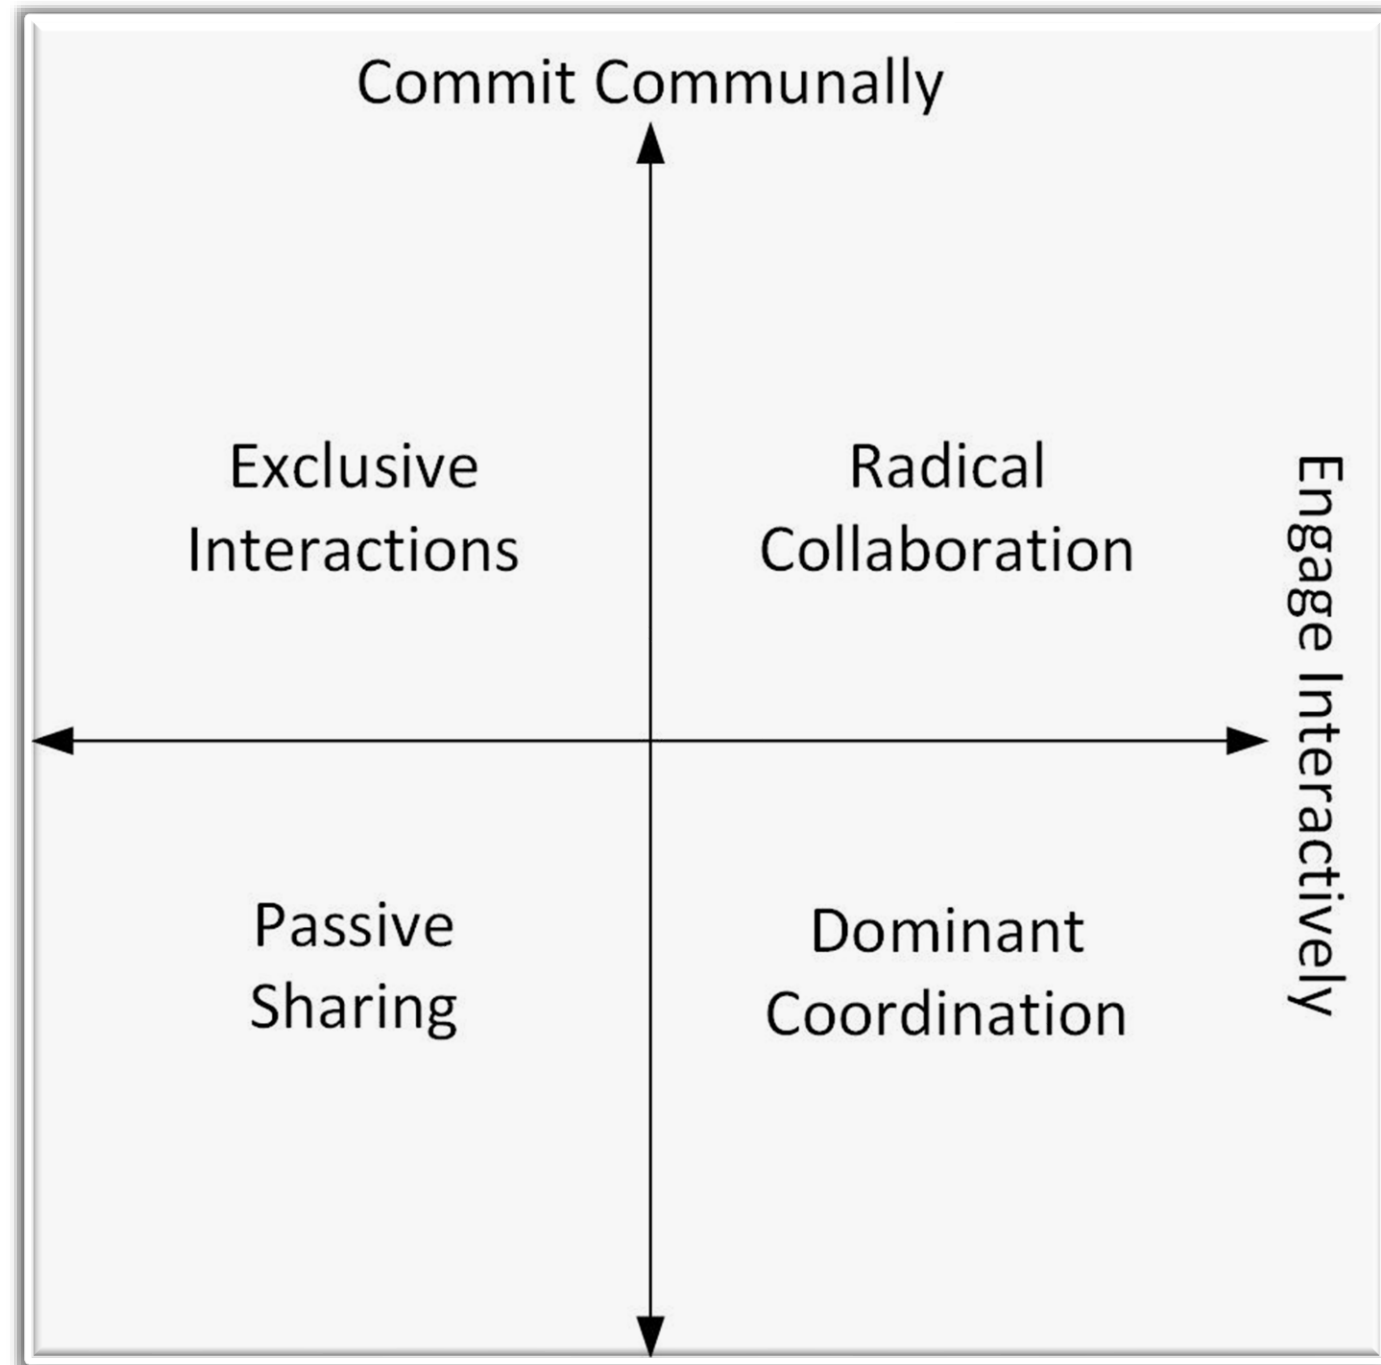 Commit Communally
Exclusive
Interactions
Radical
Collaboration
Engage Interactively
Passive
Sharing
Dominant
Coordination